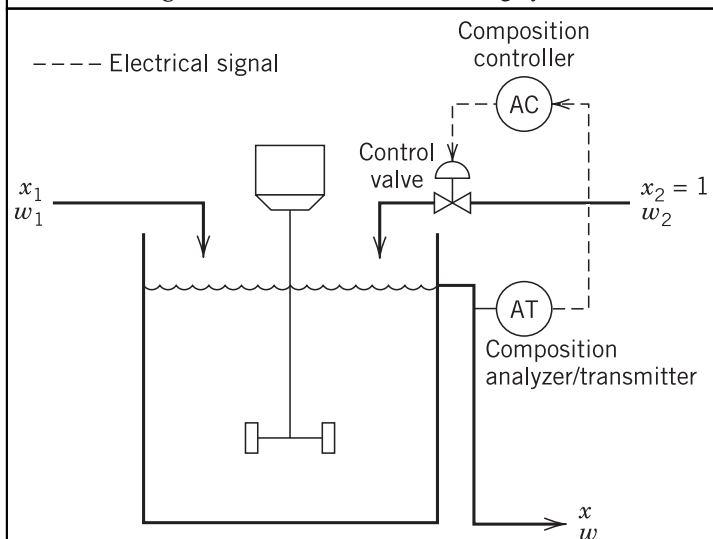 Composition
controller
---- Electrical signal
AC
Control
valve
x₁
w₁
x₂ = 1
w₂
AT
Composition
analyzer/transmitter
x
w